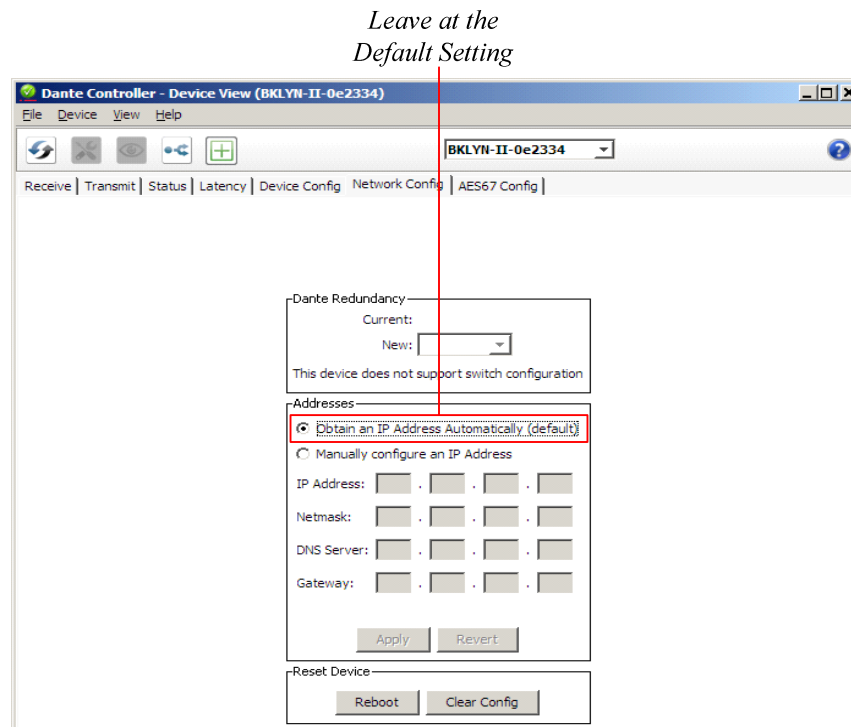 Leave at the
Default Setting
Dante Controller - Device View (BKLYN-II-0e2334)
File Device View Help
BKLYN-II-0e2334
?
Receive Transmit Status Latency Device Config Network Config AES67 Config
Dante Redundancy
Current:
New:
This device does not support switch configuration
Addresses
Obtain an IP Address Automatically (default)
Manually configure an IP Address
IP Address: . . .
Netmask: . . .
DNS Server: . . .
Gateway: . . .
Apply Revert
Reset Device
Reboot Clear Config